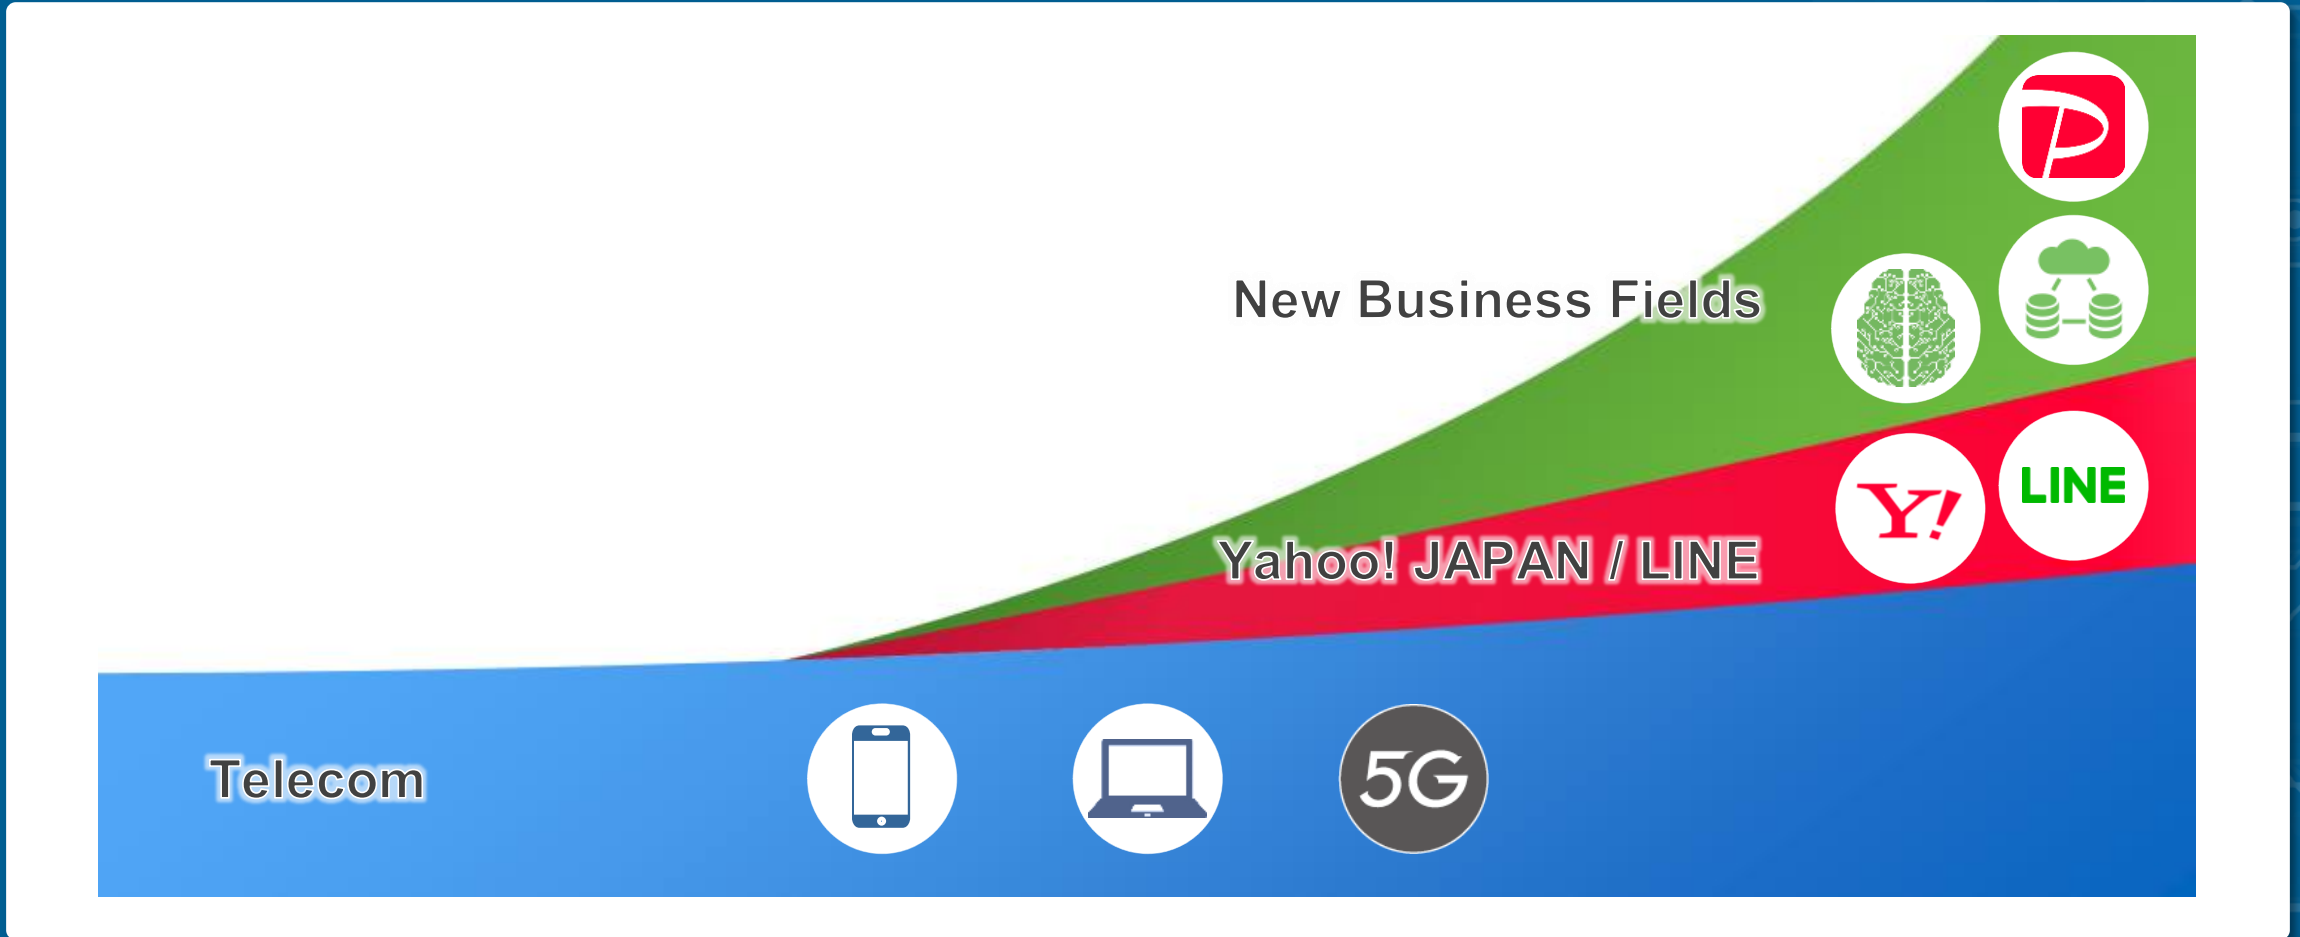 New Business Fields
LINE
Y!
Yahoo! JAPAN / LINE
Telecom
5G